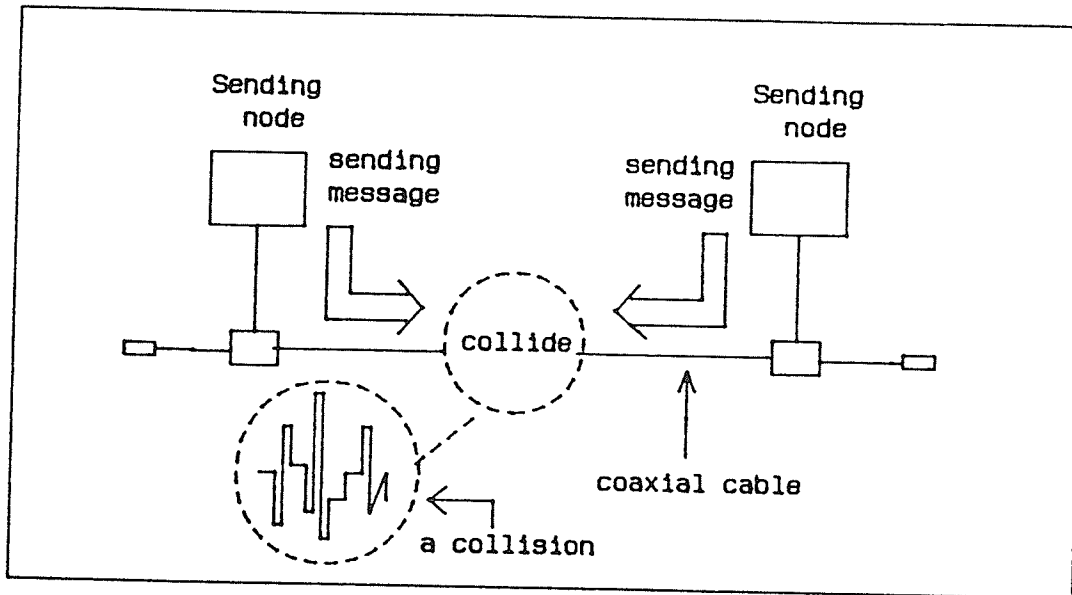 Sending
node
sending
message
Sending
node
sending
message
collide
coaxial cable
a collision